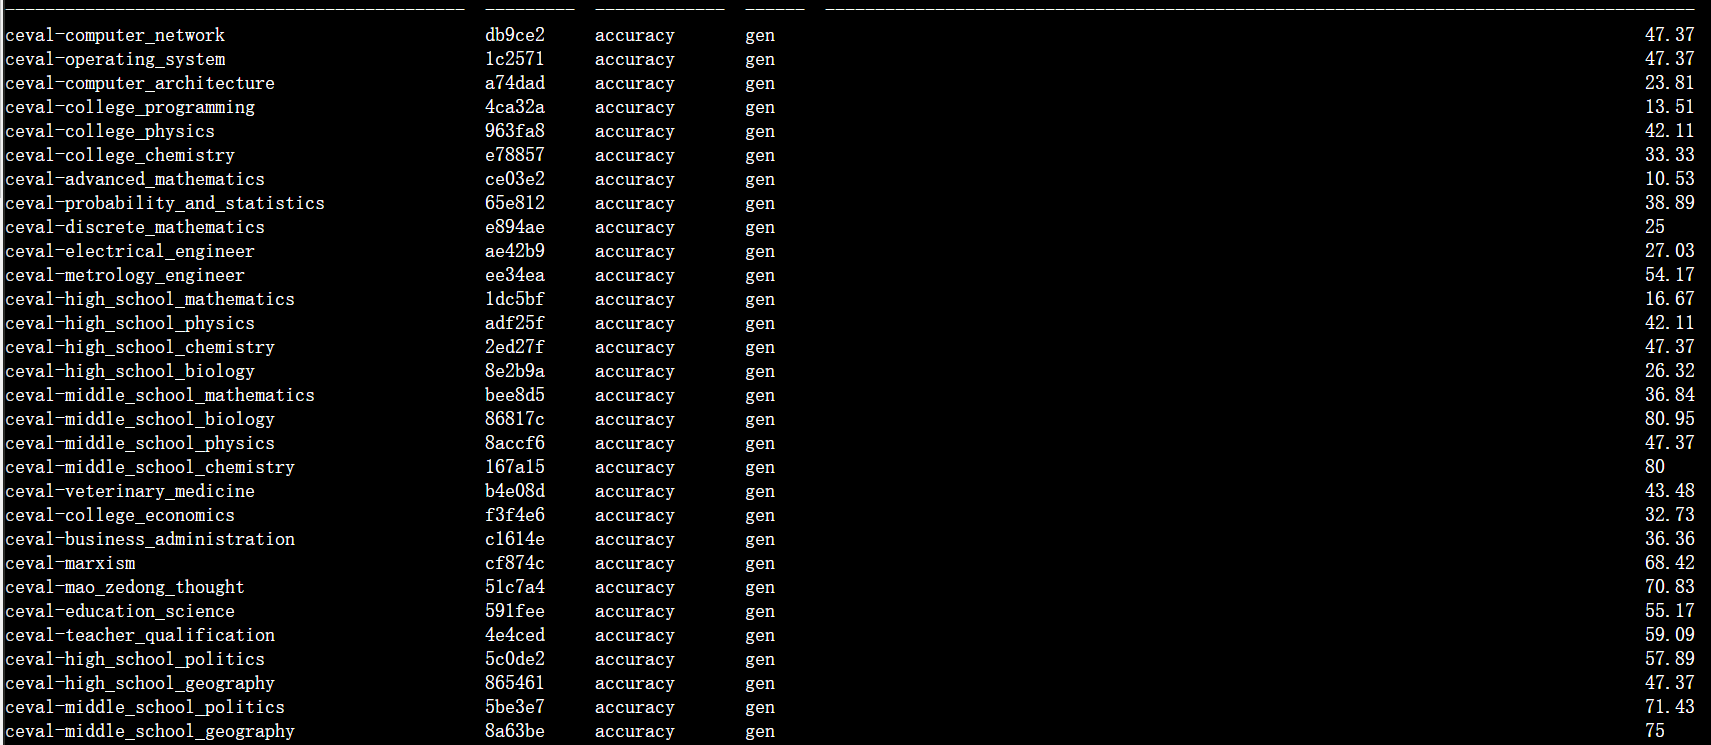 ceval-computer_network db9ce2 accuracy gen 47.37
ceval-operating_system 1c2571 accuracy gen 47.37
ceval-computer_architecture a74dad accuracy gen 23.81
ceval-college_programming 4ca32a accuracy gen 13.51
ceval-college_physics 963fa8 accuracy gen 42.11
ceval-college_chemistry e78857 accuracy gen 33.33
ceval-advanced_mathematics ce03e2 accuracy gen 10.53
ceval-probability_and_statistics 65e812 accuracy gen 38.89
ceval-discrete_mathematics e894ae accuracy gen 25
ceval-electrical_engineer ae42b9 accuracy gen 27.03
ceval-metrology_engineer ee34ea accuracy gen 54.17
ceval-high_school_mathematics 1dc5bf accuracy gen 16.67
ceval-high_school_physics adf25f accuracy gen 42.11
ceval-high_school_chemistry 2ed27f accuracy gen 47.37
ceval-high_school_biology 8e2b9a accuracy gen 26.32
ceval-middle_school_mathematics bee8d5 accuracy gen 36.84
ceval-middle_school_biology 86817c accuracy gen 80.95
ceval-middle_school_physics 8accf6 accuracy gen 47.37
ceval-middle_school_chemistry 167a15 accuracy gen 80
ceval-veterinary_medicine b4e08d accuracy gen 43.48
ceval-college_economics f3f4e6 accuracy gen 32.73
ceval-business_administration c1614e accuracy gen 36.36
ceval-marxism cf874c accuracy gen 68.42
ceval-mao_zedong_thought 51c7a4 accuracy gen 70.83
ceval-education_science 591fee accuracy gen 55.17
ceval-teacher_qualification 4e4ced accuracy gen 59.09
ceval-high_school_politics 5c0de2 accuracy gen 57.89
ceval-high_school_geography 865461 accuracy gen 47.37
ceval-middle_school_politics 5be3e7 accuracy gen 71.43
ceval-middle_school_geography 8a63be accuracy gen 75